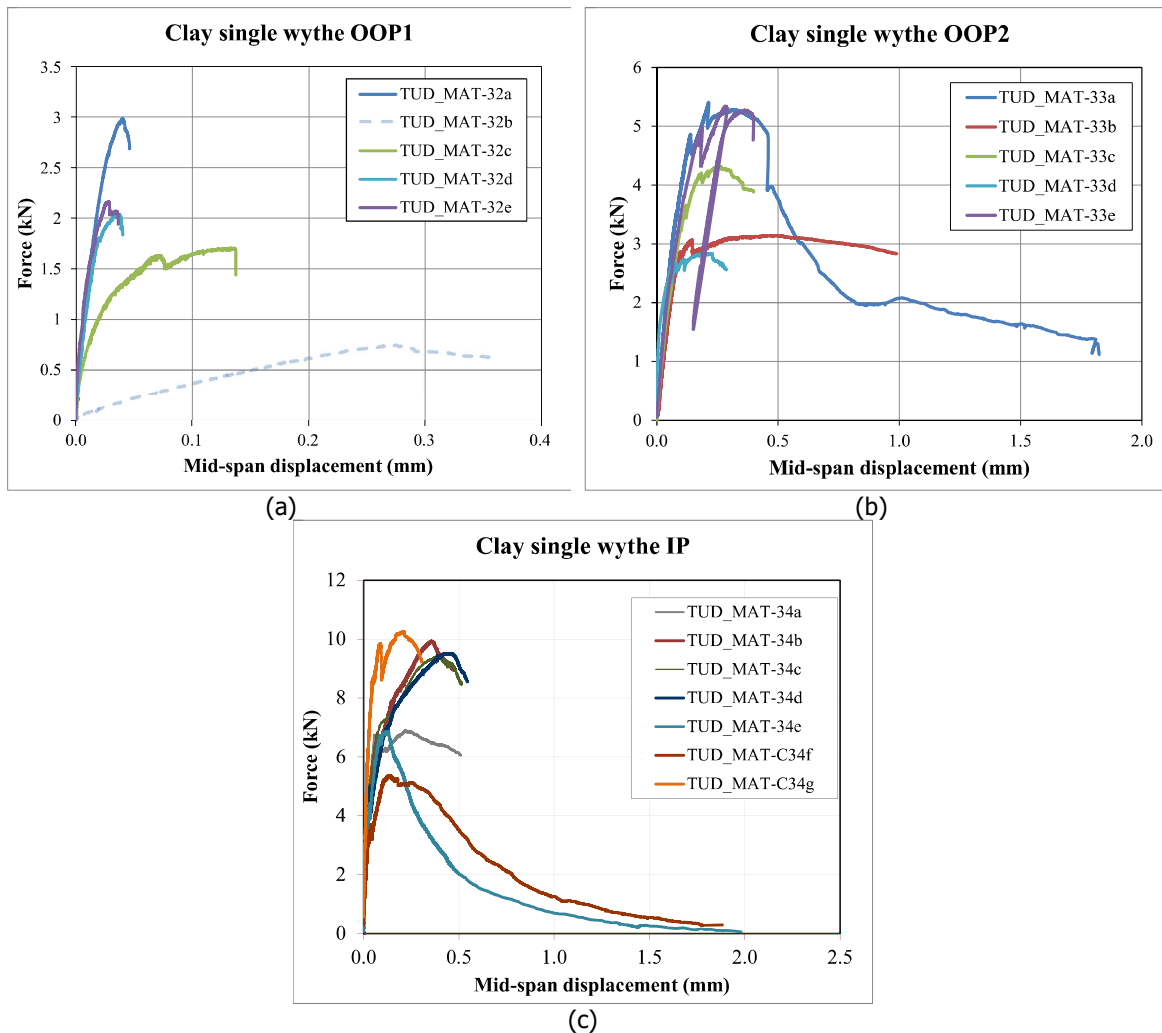 Clay single wythe OOP1
3.5
3
2.5
2
1.5
1
0.5
0
0.0
0.1
0.2
0.3
0.4
Force (kN)
Mid-span displacement (mm)
TUD_MAT-32a
TUD_MAT-32b
TUD_MAT-32c
TUD_MAT-32d
TUD_MAT-32e
(a)
Clay single wythe OOP2
6
5
4
3
2
1
0
0.0
0.5
1.0
1.5
2.0
Force (kN)
Mid-span displacement (mm)
TUD_MAT-33a
TUD_MAT-33b
TUD_MAT-33c
TUD_MAT-33d
TUD_MAT-33e
(b)
Clay single wythe IP
12
10
8
6
4
2
0
0.0
0.5
1.0
1.5
2.0
2.5
Force (kN)
Mid-span displacement (mm)
TUD_MAT-34a
TUD_MAT-34b
TUD_MAT-34c
TUD_MAT-34d
TUD_MAT-34e
TUD_MAT-C34f
TUD_MAT-C34g
(c)